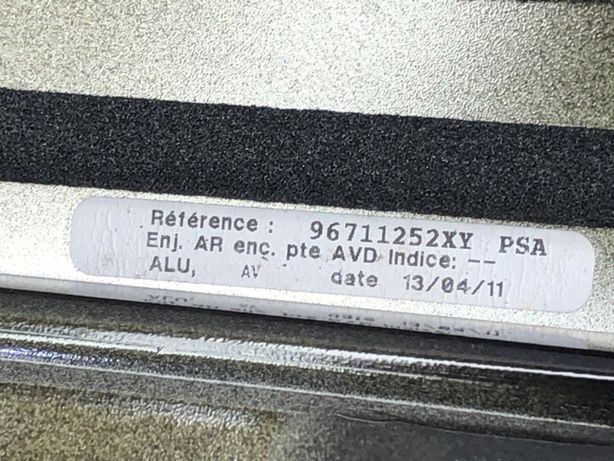 Référence : 96711252XY PSA
Enj. AR enc. pte AVD Indice: --
ALU, AV date 13/04/11